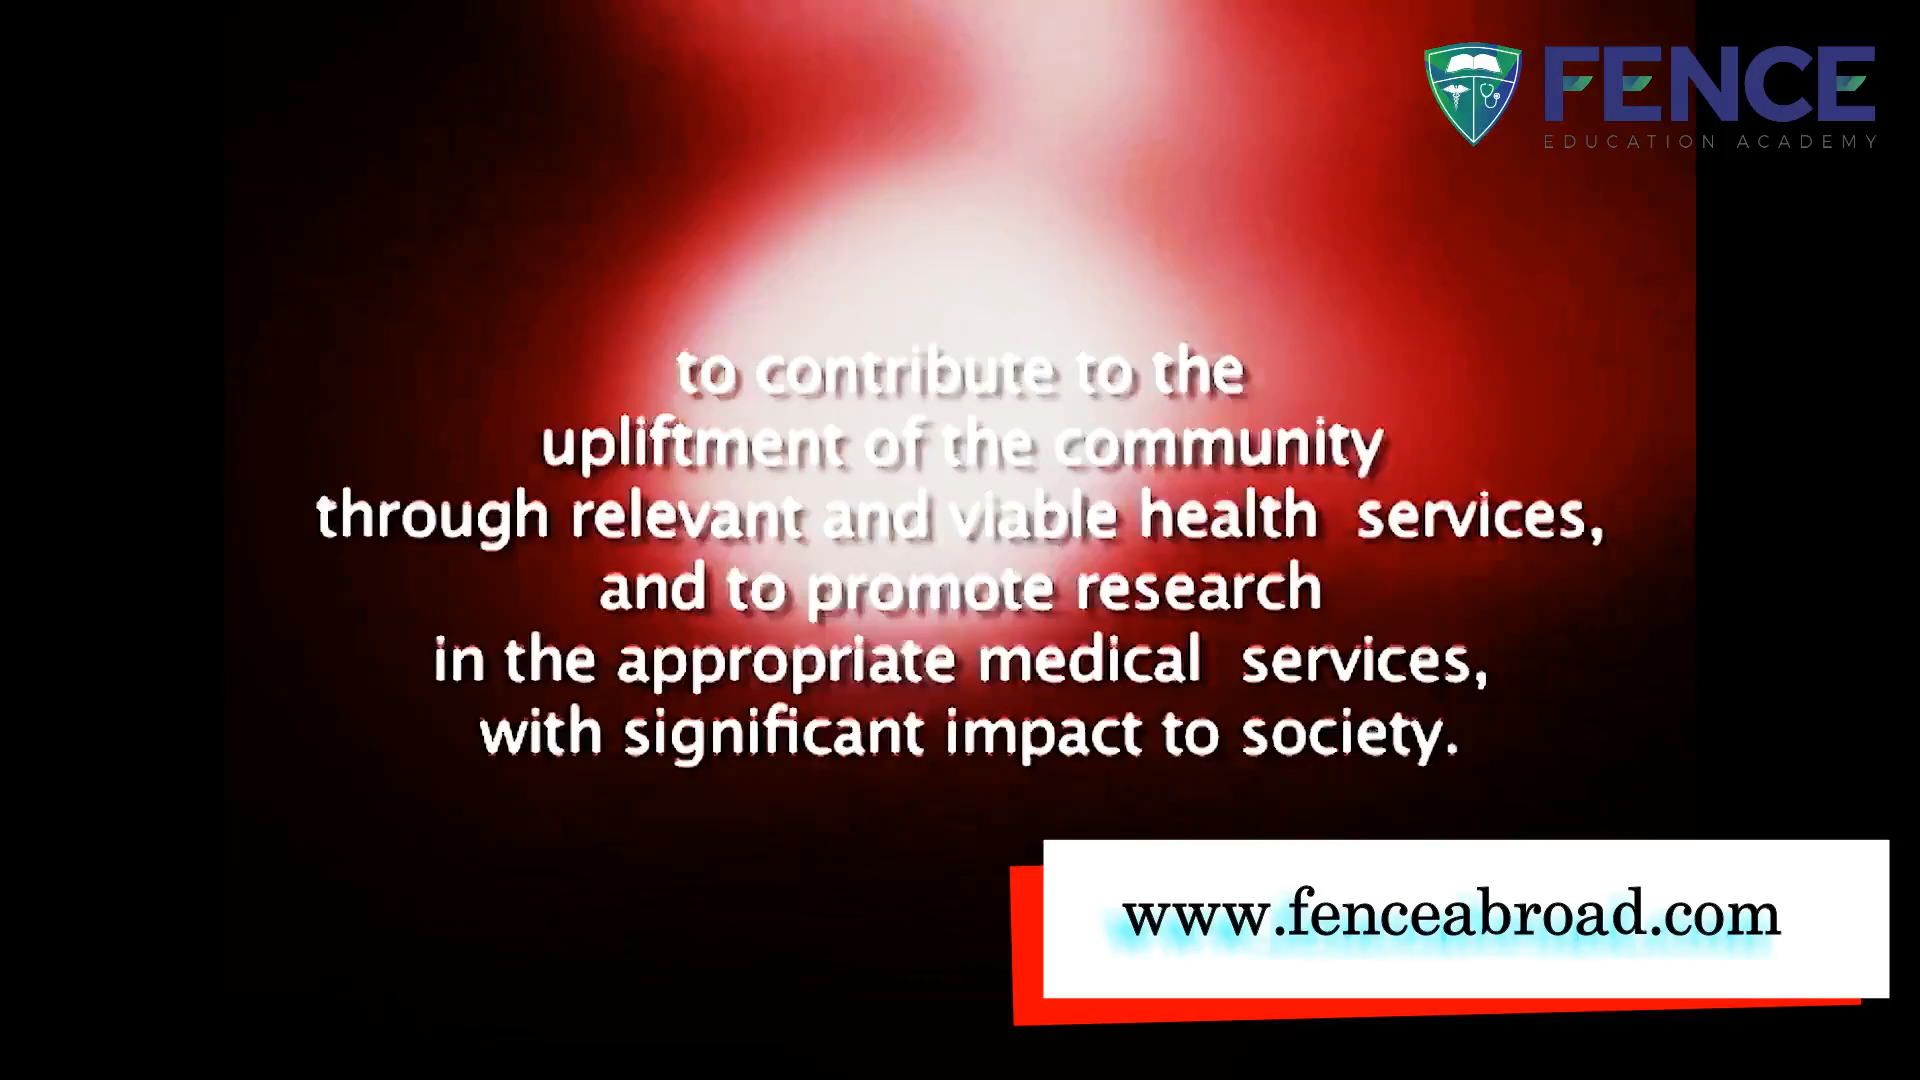 FENCE
EDUCATION ACADEMY
to contribute to the
upliftment of the community
through relevant and viable health services,
and to promote research
in the appropriate medical services,
with significant impact to society.
www.fenceabroad.com